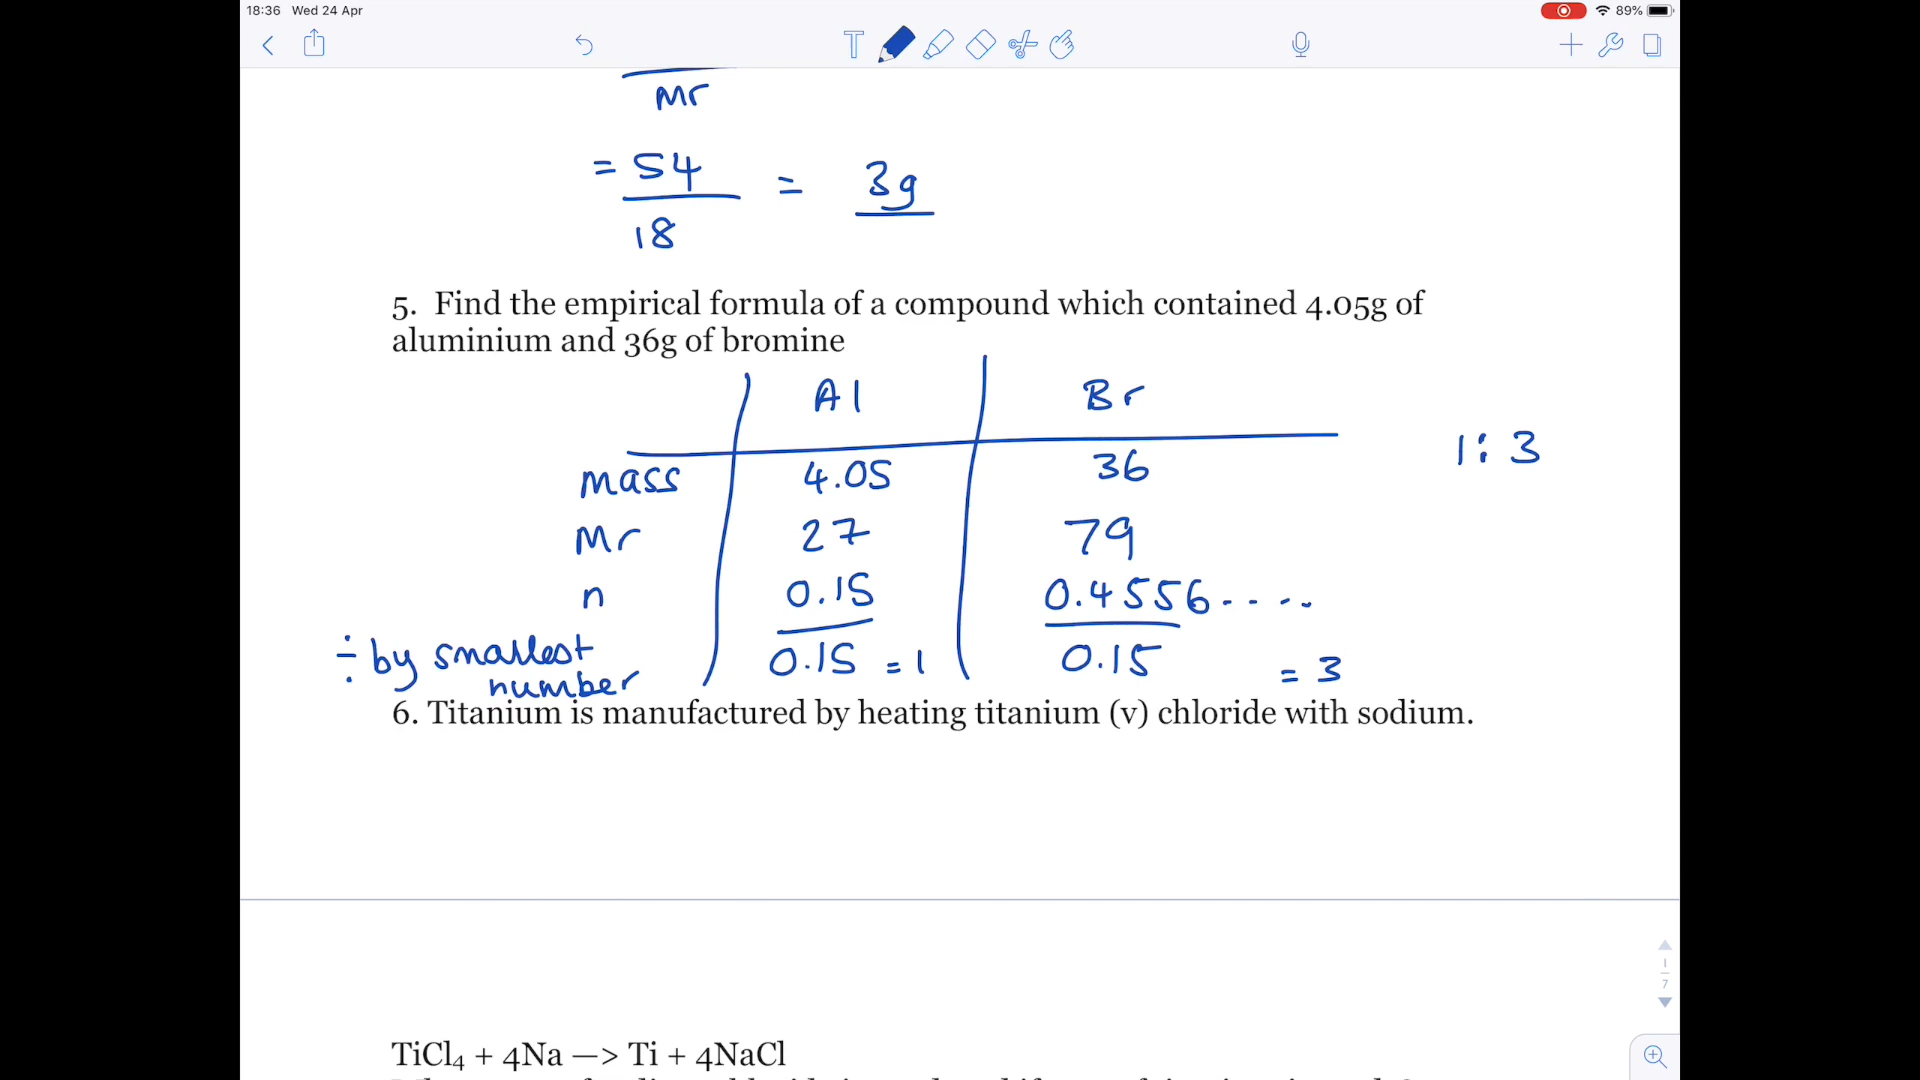 18:36 Wed 24 Apr
89%
T
Mr
= 54 = 3g
18
5. Find the empirical formula of a compound which contained 4.05g of
aluminium and 36g of bromine
Al Br
1:3
mass 4.05 36
Mr 27 79
n 0.15 0.4556....
÷ by smallest 0.15 = 1 0.15 = 3
number
6. Titanium is manufactured by heating titanium (v) chloride with sodium.
1
7
TiCl₄ + 4Na —> Ti + 4NaCl